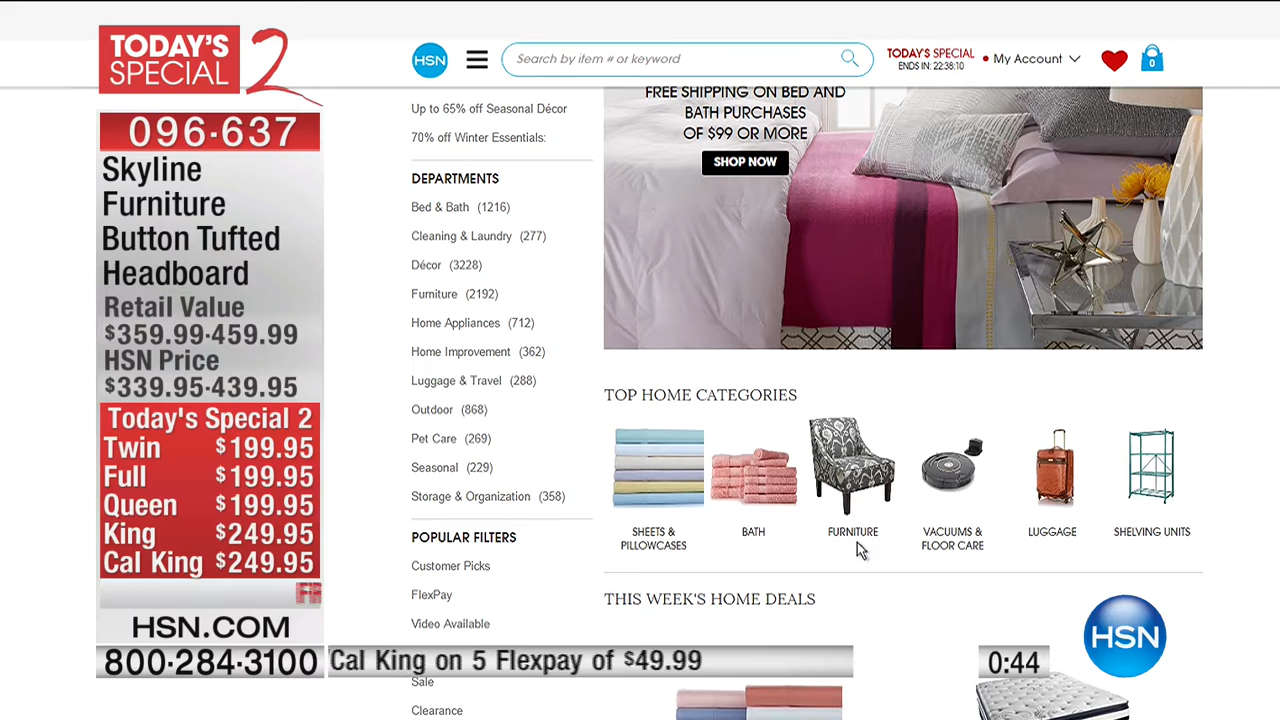 TODAY'S
SPECIAL 2
096-637
Skyline
Furniture
Button Tufted
Headboard
Retail Value
$359.99-459.99
HSN Price
$339.95-439.95
Today's Special 2
Twin $199.95
Full $199.95
Queen $199.95
King $249.95
Cal King $249.95
HSN.COM
800-284-3100
Cal King on 5 Flexpay of $49.99
0:44
HSN
HSN
Search by item # or keyword
TODAY'S SPECIAL
ENDS IN: 22:38:10
My Account
0
Up to 65% off Seasonal Décor
70% off Winter Essentials:
DEPARTMENTS
Bed & Bath (1216)
Cleaning & Laundry (277)
Décor (3228)
Furniture (2192)
Home Appliances (712)
Home Improvement (362)
Luggage & Travel (288)
Outdoor (868)
Pet Care (269)
Seasonal (229)
Storage & Organization (358)
POPULAR FILTERS
Customer Picks
FlexPay
Video Available
Sale
Clearance
FREE SHIPPING ON BED AND
BATH PURCHASES
OF $99 OR MORE
SHOP NOW
TOP HOME CATEGORIES
SHEETS &
PILLOWCASES
BATH
FURNITURE
VACUUMS &
FLOOR CARE
LUGGAGE
SHELVING UNITS
THIS WEEK'S HOME DEALS